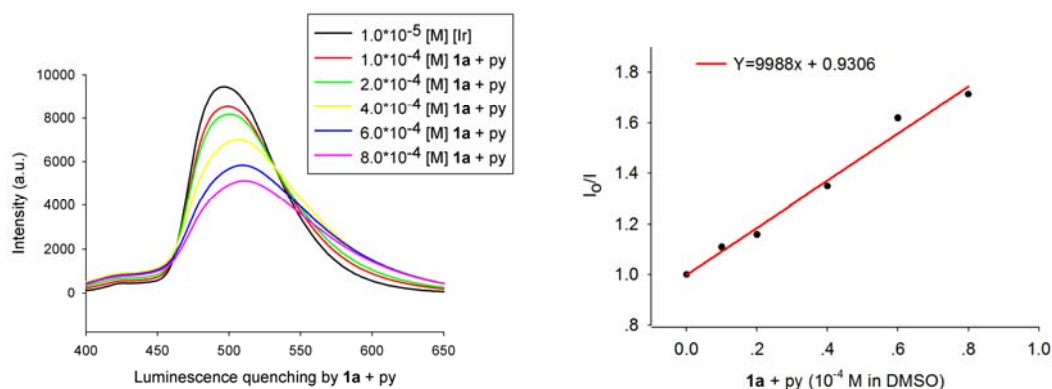 1.0*10-5 [M] [Ir]
1.0*10-4 [M] 1a + py
2.0*10-4 [M] 1a + py
4.0*10-4 [M] 1a + py
6.0*10-4 [M] 1a + py
8.0*10-4 [M] 1a + py
10000
8000
6000
4000
2000
0
Intensity (a.u.)
400 450 500 550 600 650
Luminescence quenching by 1a + py
Y=9988x + 0.9306
1.8
1.6
1.4
1.2
1.0
.8
IO/I
0.0 .2 .4 .6 .8 1.0
1a + py (10-4 M in DMSO)